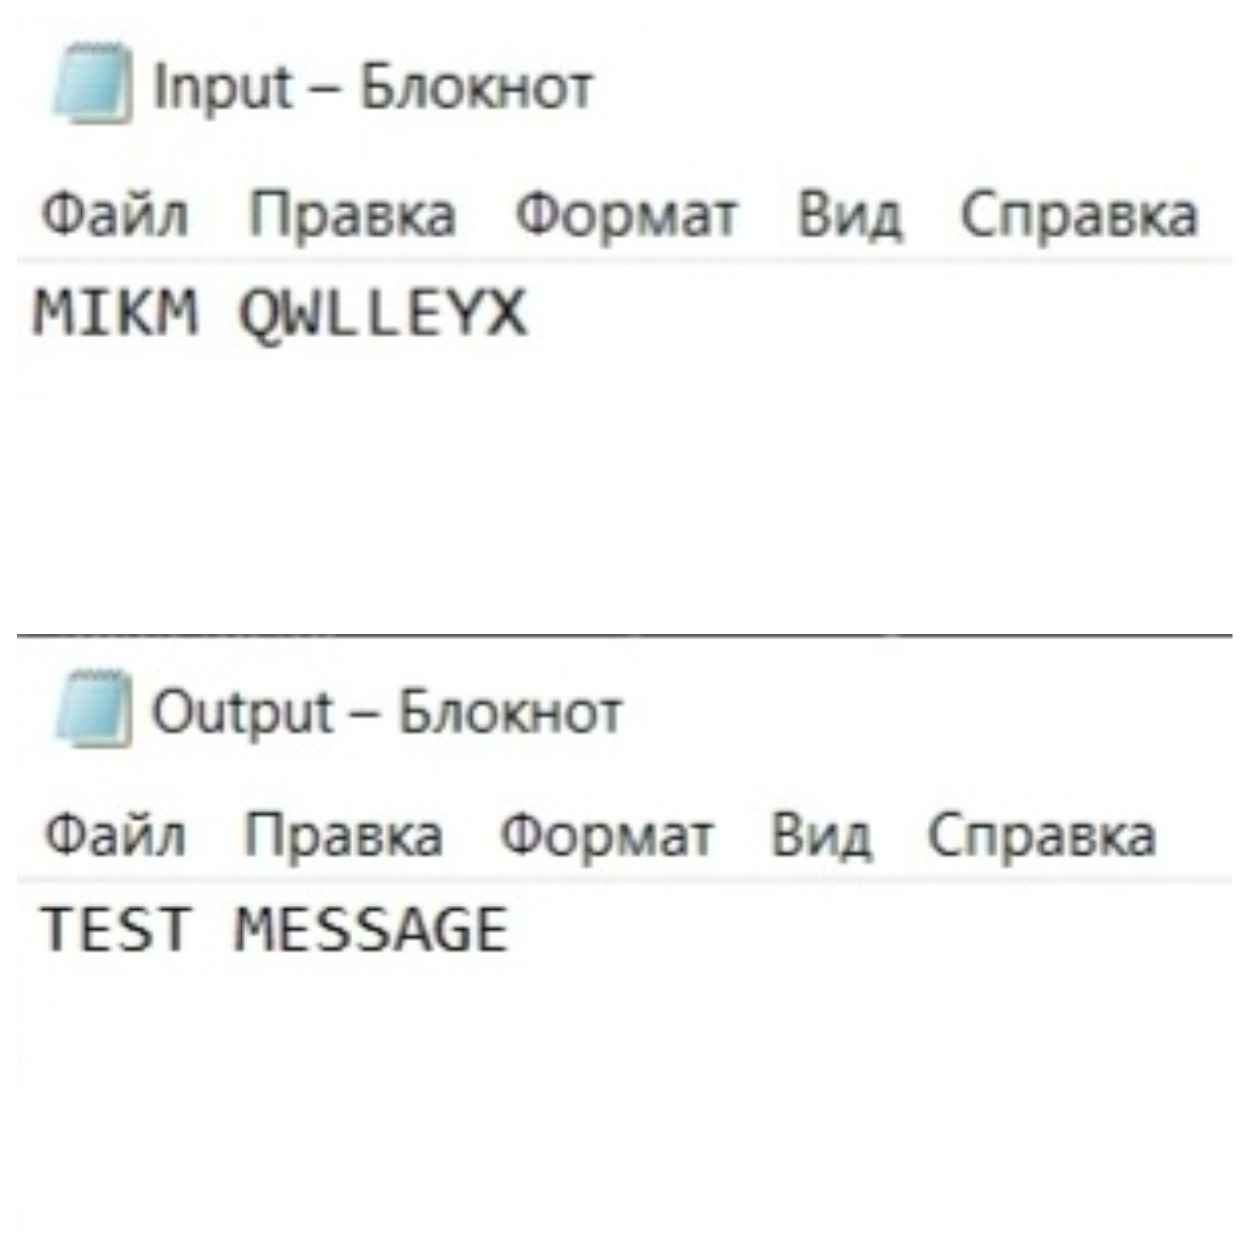 Input – Блокнот
Файл Правка Формат Вид Справка
MIKM QWLLEYX
Output – Блокнот
Файл Правка Формат Вид Справка
TEST MESSAGE